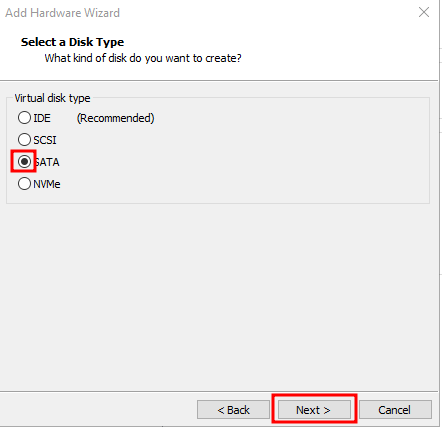 Add Hardware Wizard
Select a Disk Type
What kind of disk do you want to create?
Virtual disk type
IDE (Recommended)
SCSI
SATA
NVMe
< Back Next > Cancel